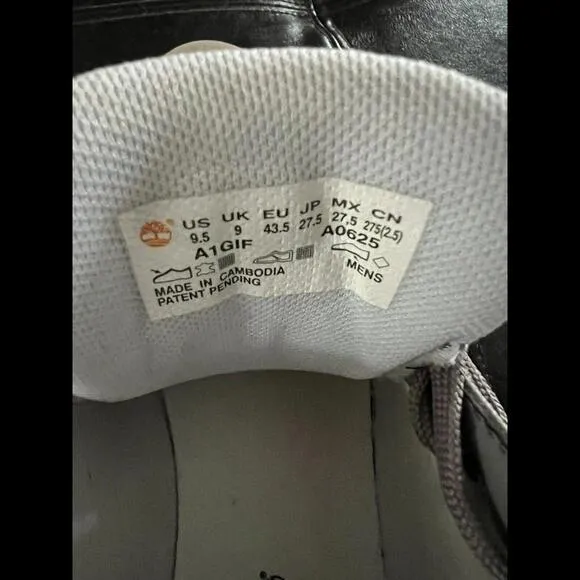 US UK EU JP MX CN
9.5 9 43.5 27.5 27,5 275(2.5)
A1GIF A0625
MADE IN CAMBODIA MENS
PATENT PENDING